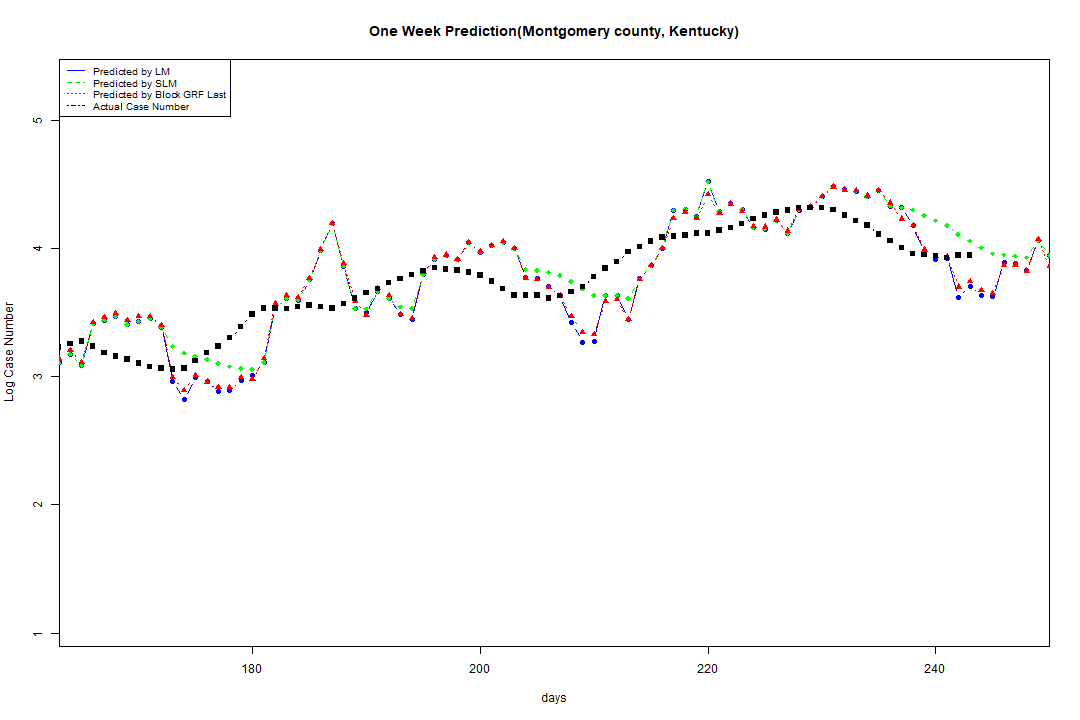 One Week Prediction(Montgomery county, Kentucky)
Predicted by LM
Predicted by SLM
Predicted by Block GRF Last
Actual Case Number
5
4
3
2
1
Log Case Number
180
200
220
240
days